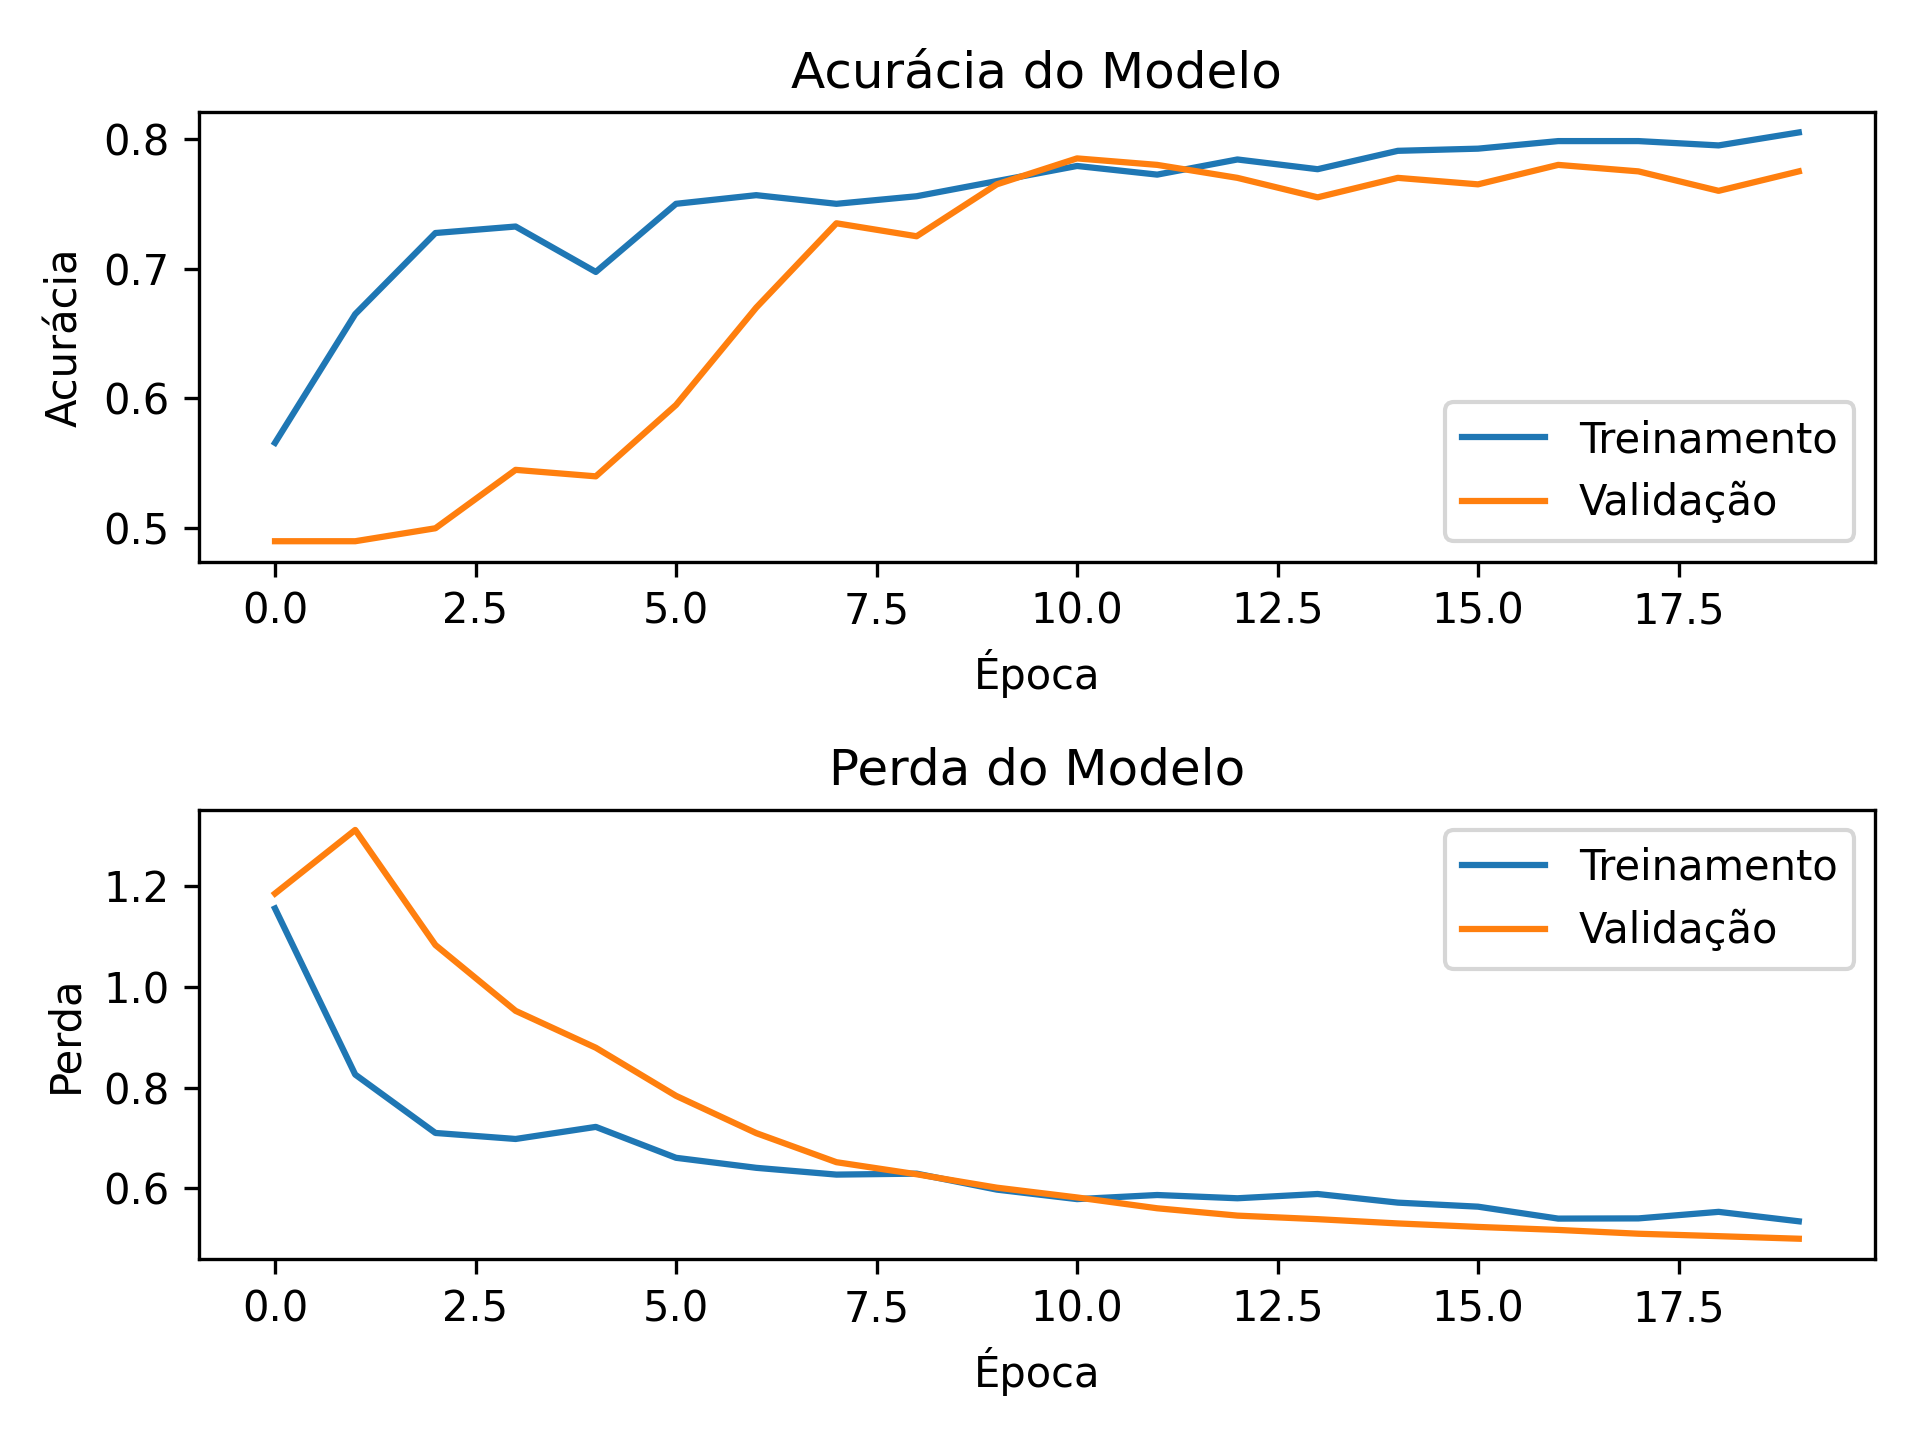 Acurácia do Modelo
0.8
0.7
0.6
0.5
Acurácia
Treinamento
Validação
0.0 2.5 5.0 7.5 10.0 12.5 15.0 17.5
Época
Perda do Modelo
1.2
1.0
0.8
0.6
Perda
Treinamento
Validação
0.0 2.5 5.0 7.5 10.0 12.5 15.0 17.5
Época